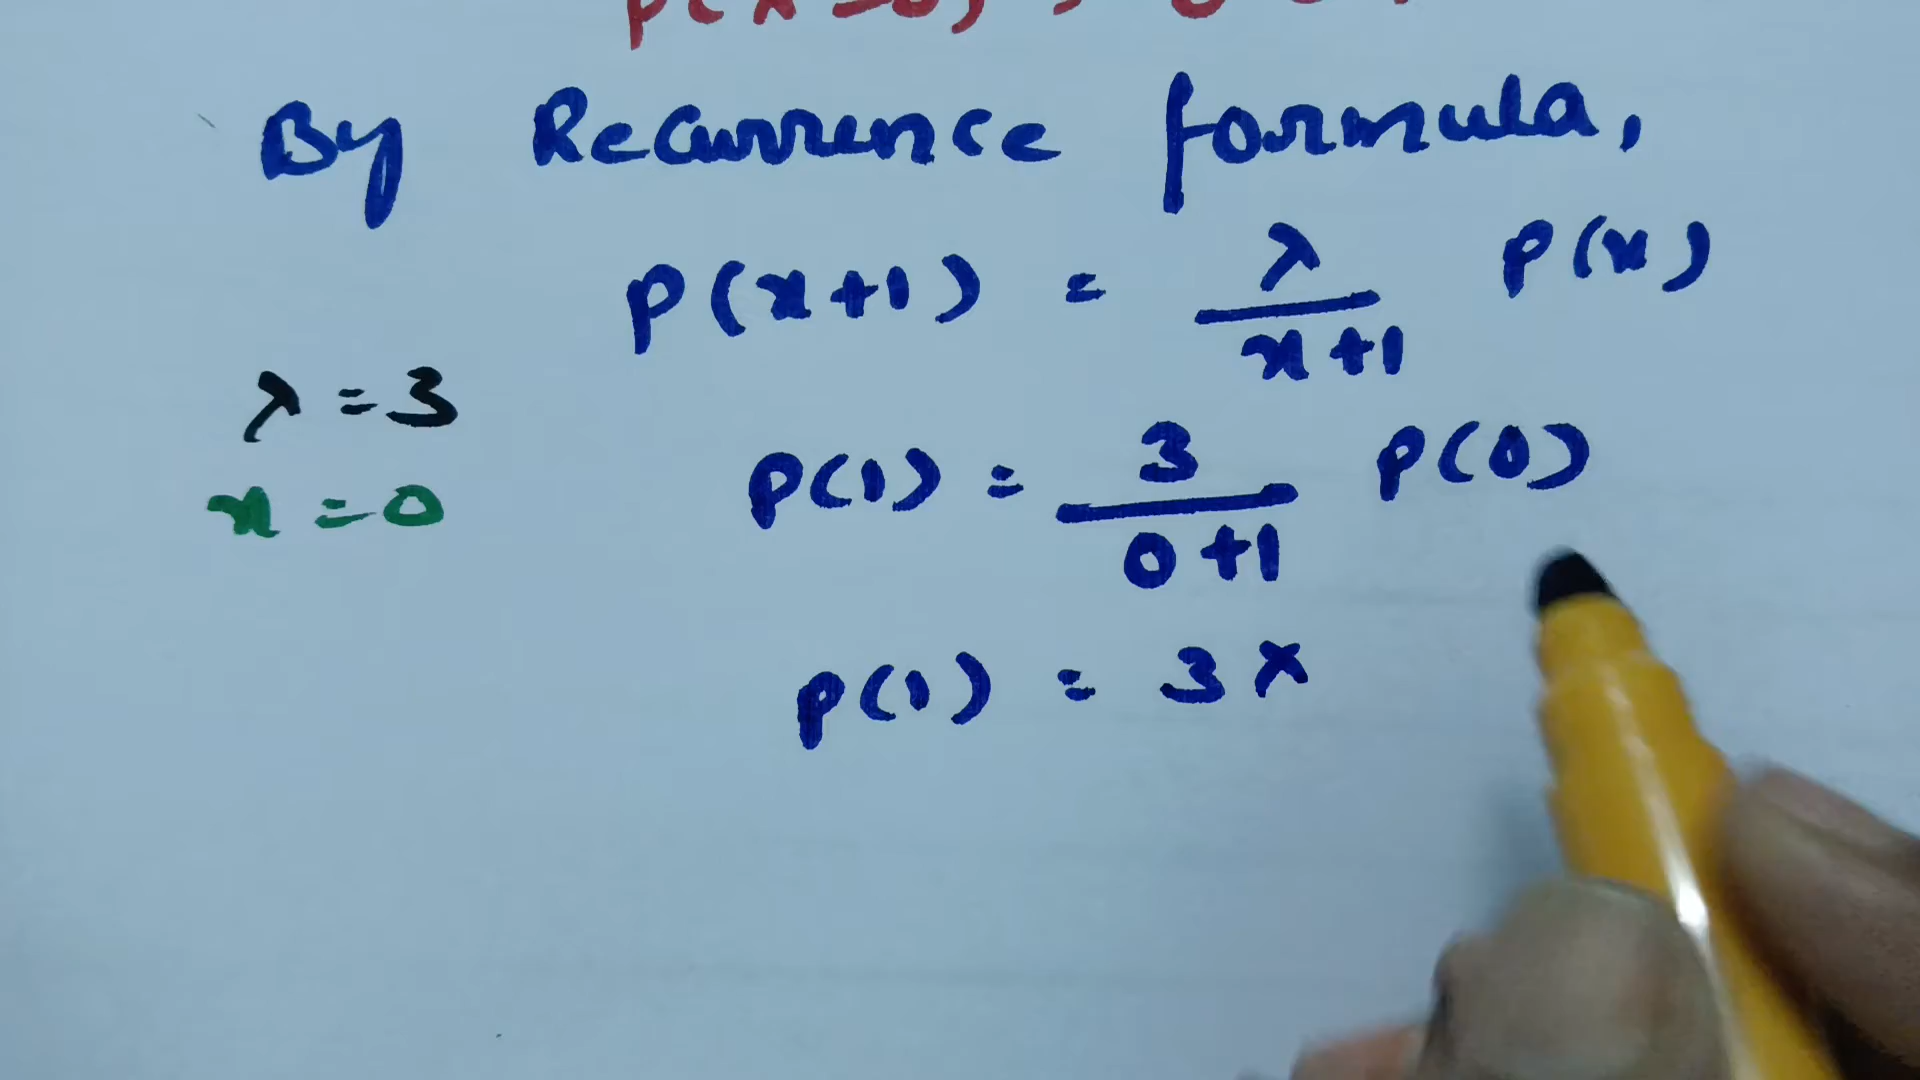 By Recurrence formula,
P(x+1) = λ/x+1 P(x)
λ = 3
P(1) = 3/0+1 P(0)
x = 0
P(1) = 3 ×